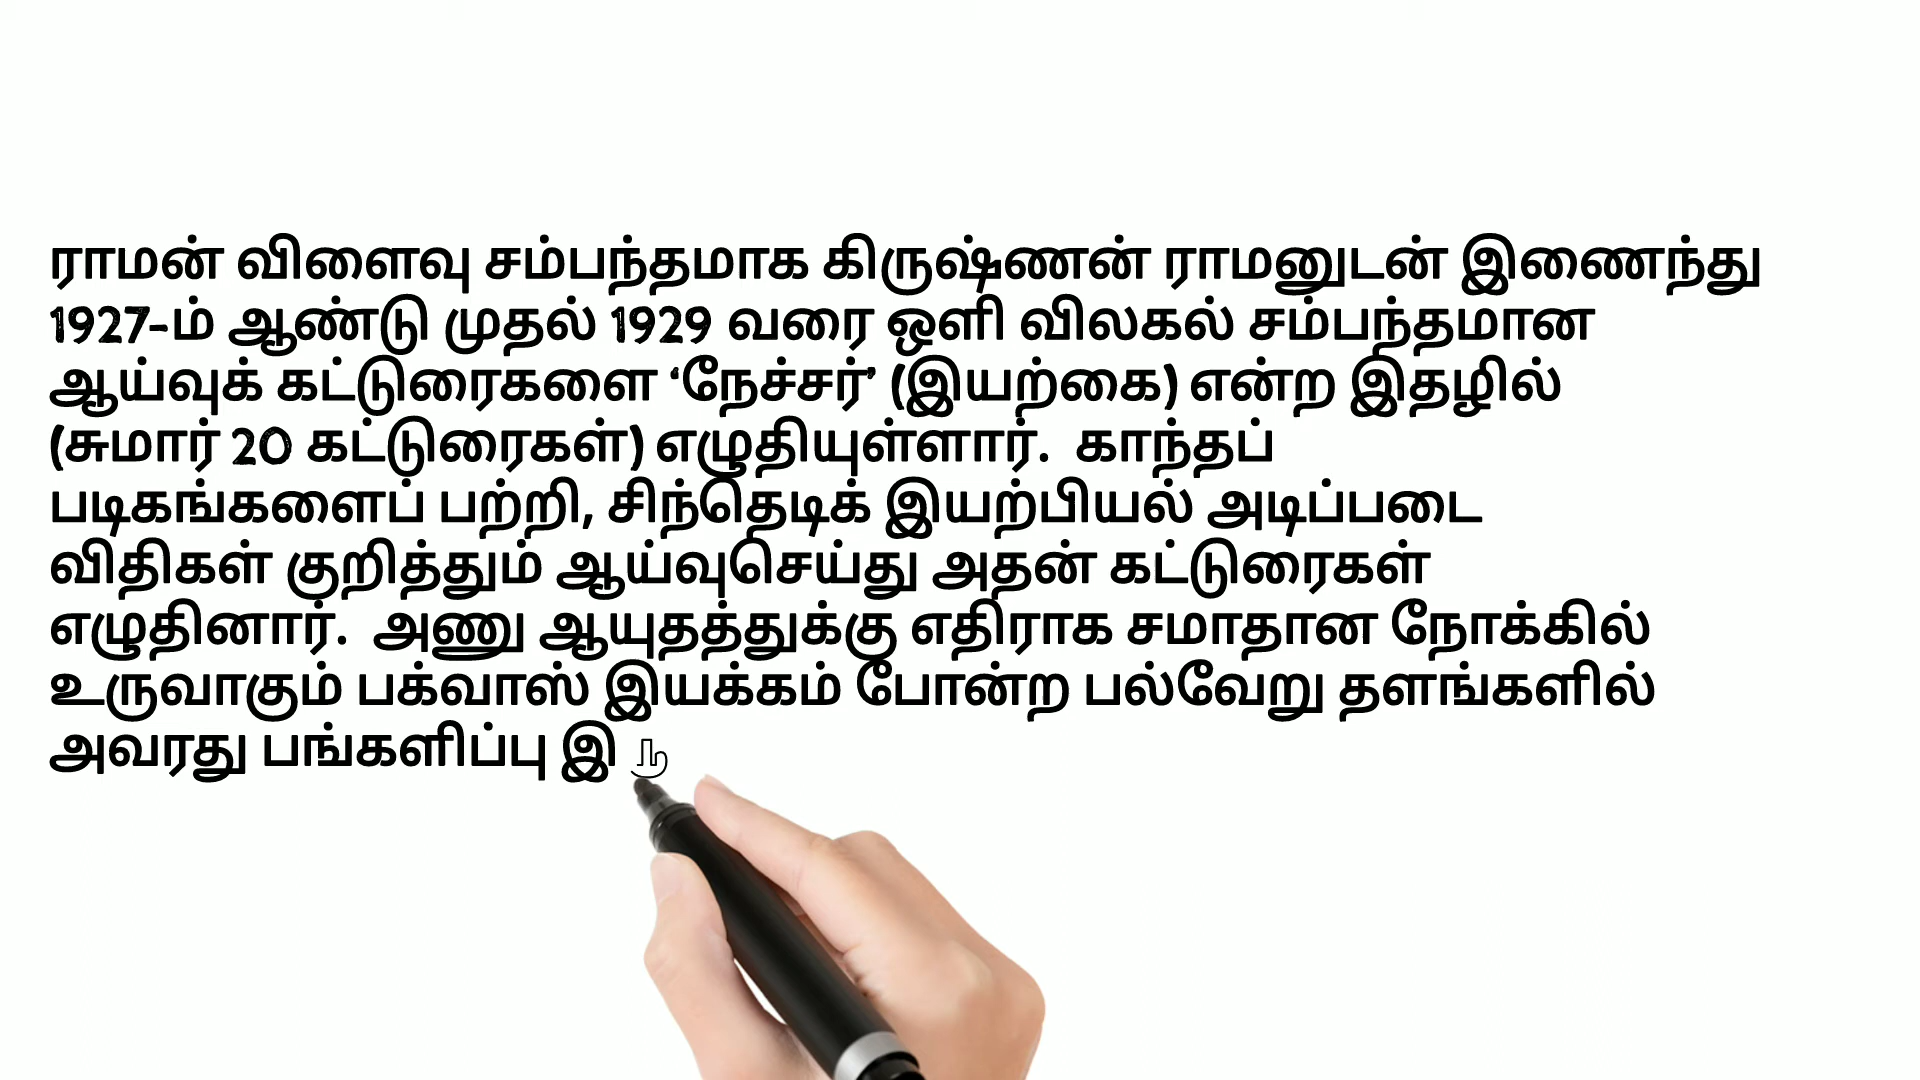 ராமன் விளைவு சம்பந்தமாக கிருஷ்ணன் ராமனுடன் இணைந்து
1927-ம் ஆண்டு முதல் 1929 வரை ஒளி விலகல் சம்பந்தமான
ஆய்வுக் கட்டுரைகளை ‘நேச்சர்’ (இயற்கை) என்ற இதழில்
(சுமார் 20 கட்டுரைகள்) எழுதியுள்ளார். காந்தப்
படிகங்களைப் பற்றி, சிந்தெடிக் இயற்பியல் அடிப்படை
விதிகள் குறித்தும் ஆய்வுசெய்து அதன் கட்டுரைகள்
எழுதினார். அணு ஆயுதத்துக்கு எதிராக சமாதான நோக்கில்
உருவாகும் பக்வாஸ் இயக்கம் போன்ற பல்வேறு தளங்களில்
அவரது பங்களிப்பு இரு